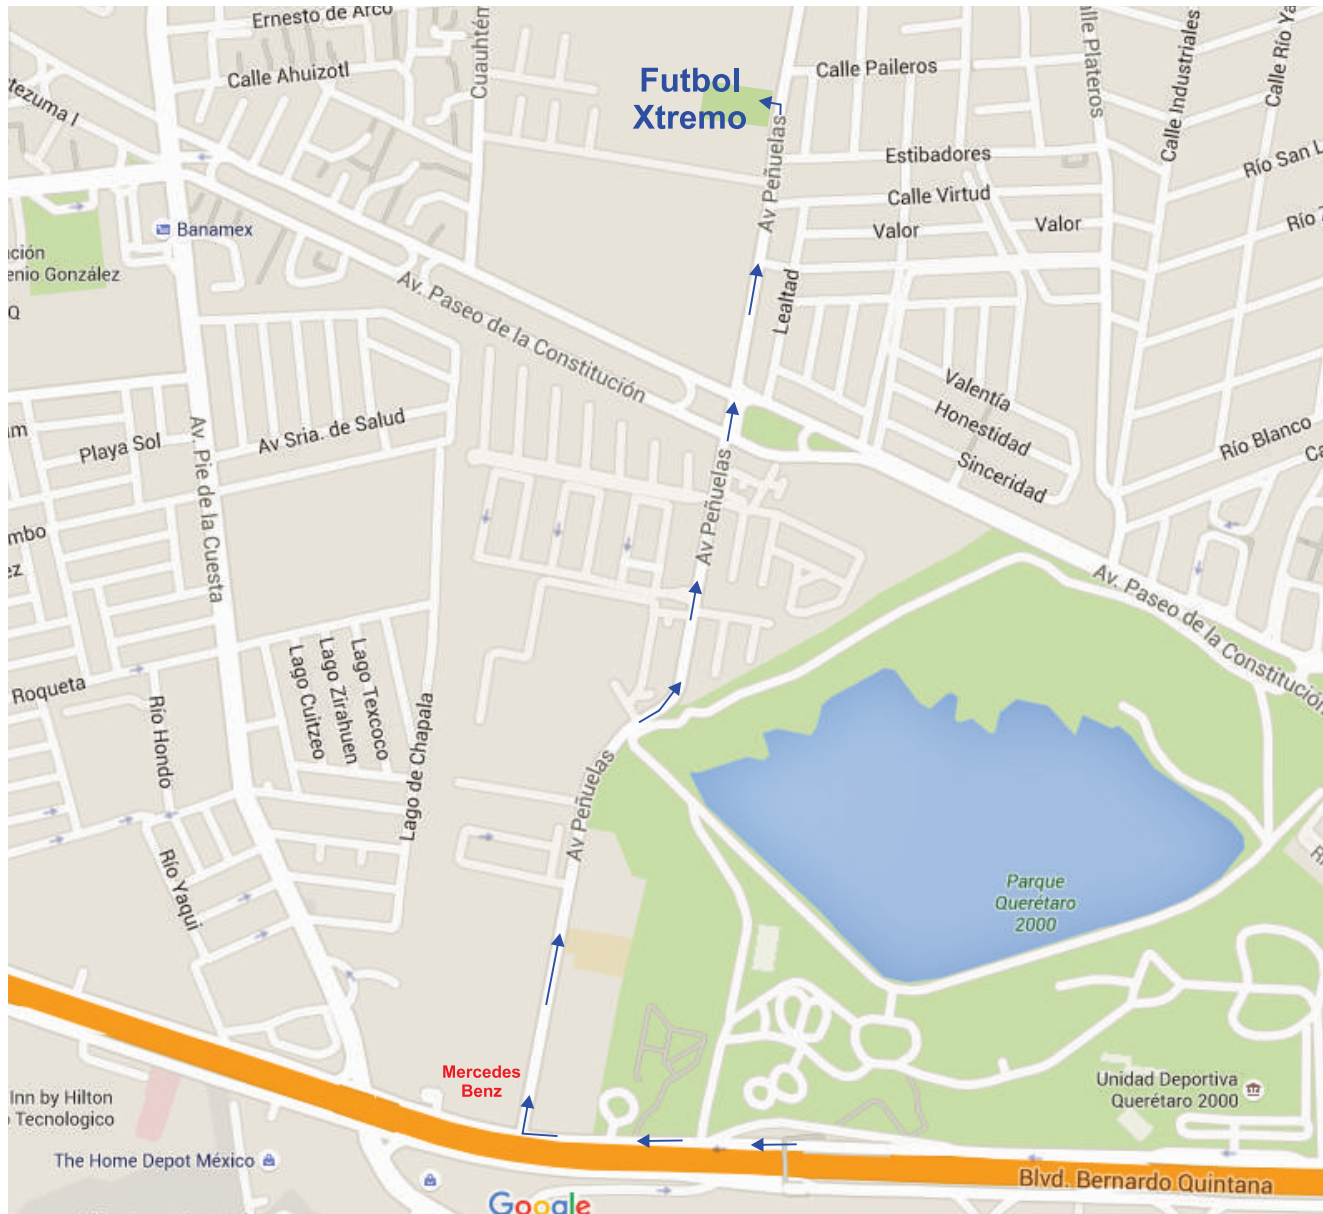 Ernesto de Arco
Calle Ahuizotl
Cuauhtém
tezuma I
Futbol
Xtremo
Calle Paileros
alle Plateros
Calle Industriales
Calle Río Ya
Estibadores
Río San L
Calle Virtud
Valor
Valor
Río
Av Peñuelas
Banamex
ción
enio González
Q
Av. Paseo de la Constitución
Lealtad
Valentía
Honestidad
Sinceridad
Río Blanco
Ca
am
Playa Sol
Av Sria. de Salud
Av. Pie de la Cuesta
Av Peñuelas
mbo
ez
Av. Paseo de la Constitución
Roqueta
Río Hondo
Lago Cuitzeo
Lago Zirahuen
Lago Texcoco
Lago de Chapala
Av Peñuelas
Río Yaqui
Parque
Querétaro
2000
Mercedes
Benz
Inn by Hilton
Tecnologico
Unidad Deportiva
Querétaro 2000
The Home Depot México
Blvd. Bernardo Quintana
Google